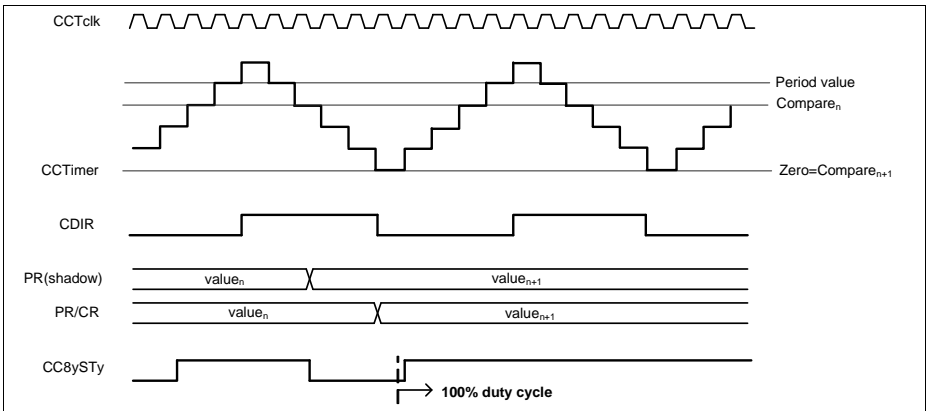 CCTclk
Period value
Compareₙ
CCTimer
Zero=Compareₙ₊₁
CDIR
PR(shadow)
valueₙ
valueₙ₊₁
PR/CR
valueₙ
valueₙ₊₁
CC8ySTy
100% duty cycle